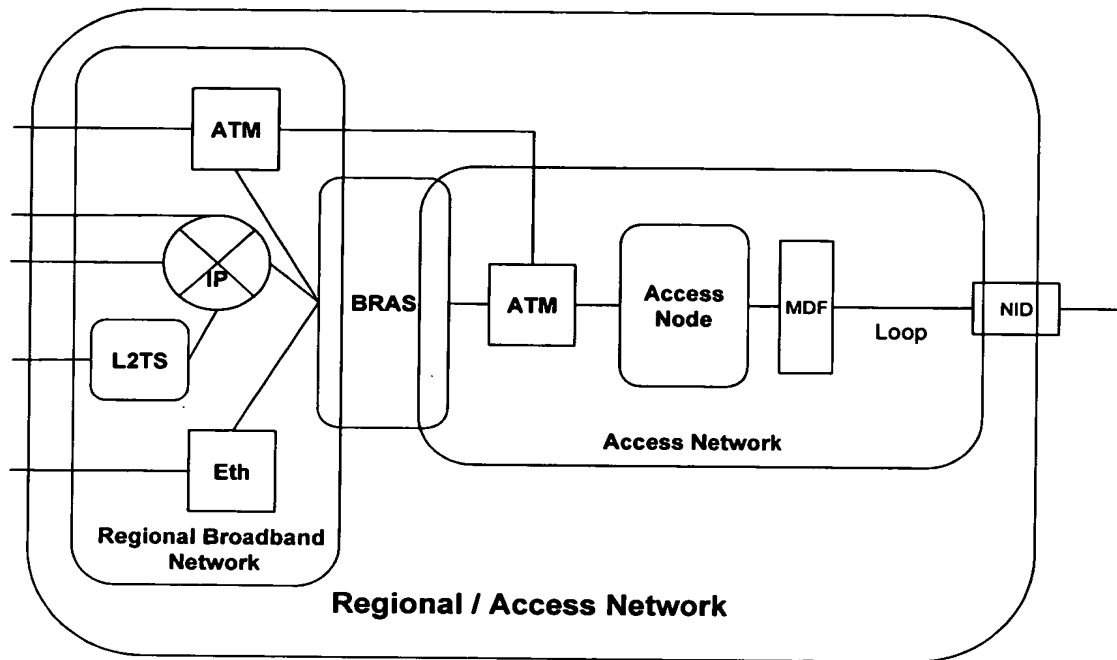 ATM
IP
L2TS
Eth
Regional Broadband
Network
BRAS
ATM
Access
Node
MDF
Loop
NID
Access Network
Regional / Access Network